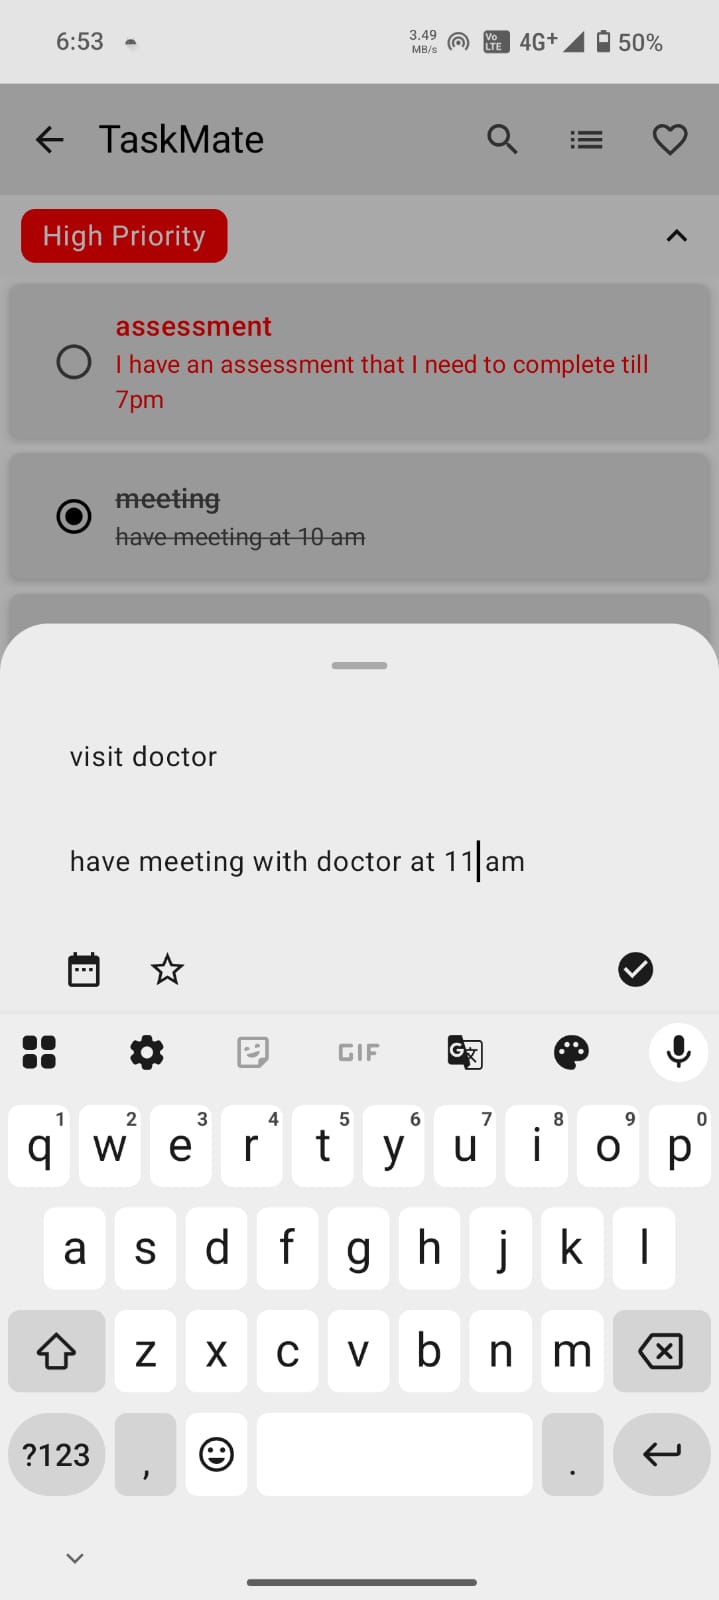 6:53 3.49 MB/s Vo LTE 4G+ 50%
TaskMate
High Priority
assessment
I have an assessment that I need to complete till
7pm
meeting
have meeting at 10 am
visit doctor
have meeting with doctor at 11 am
GIF G
q 1 w 2 e 3 r 4 t 5 y 6 u 7 i 8 o 9 p 0
a s d f g h j k l
z x c v b n m
?123 , .